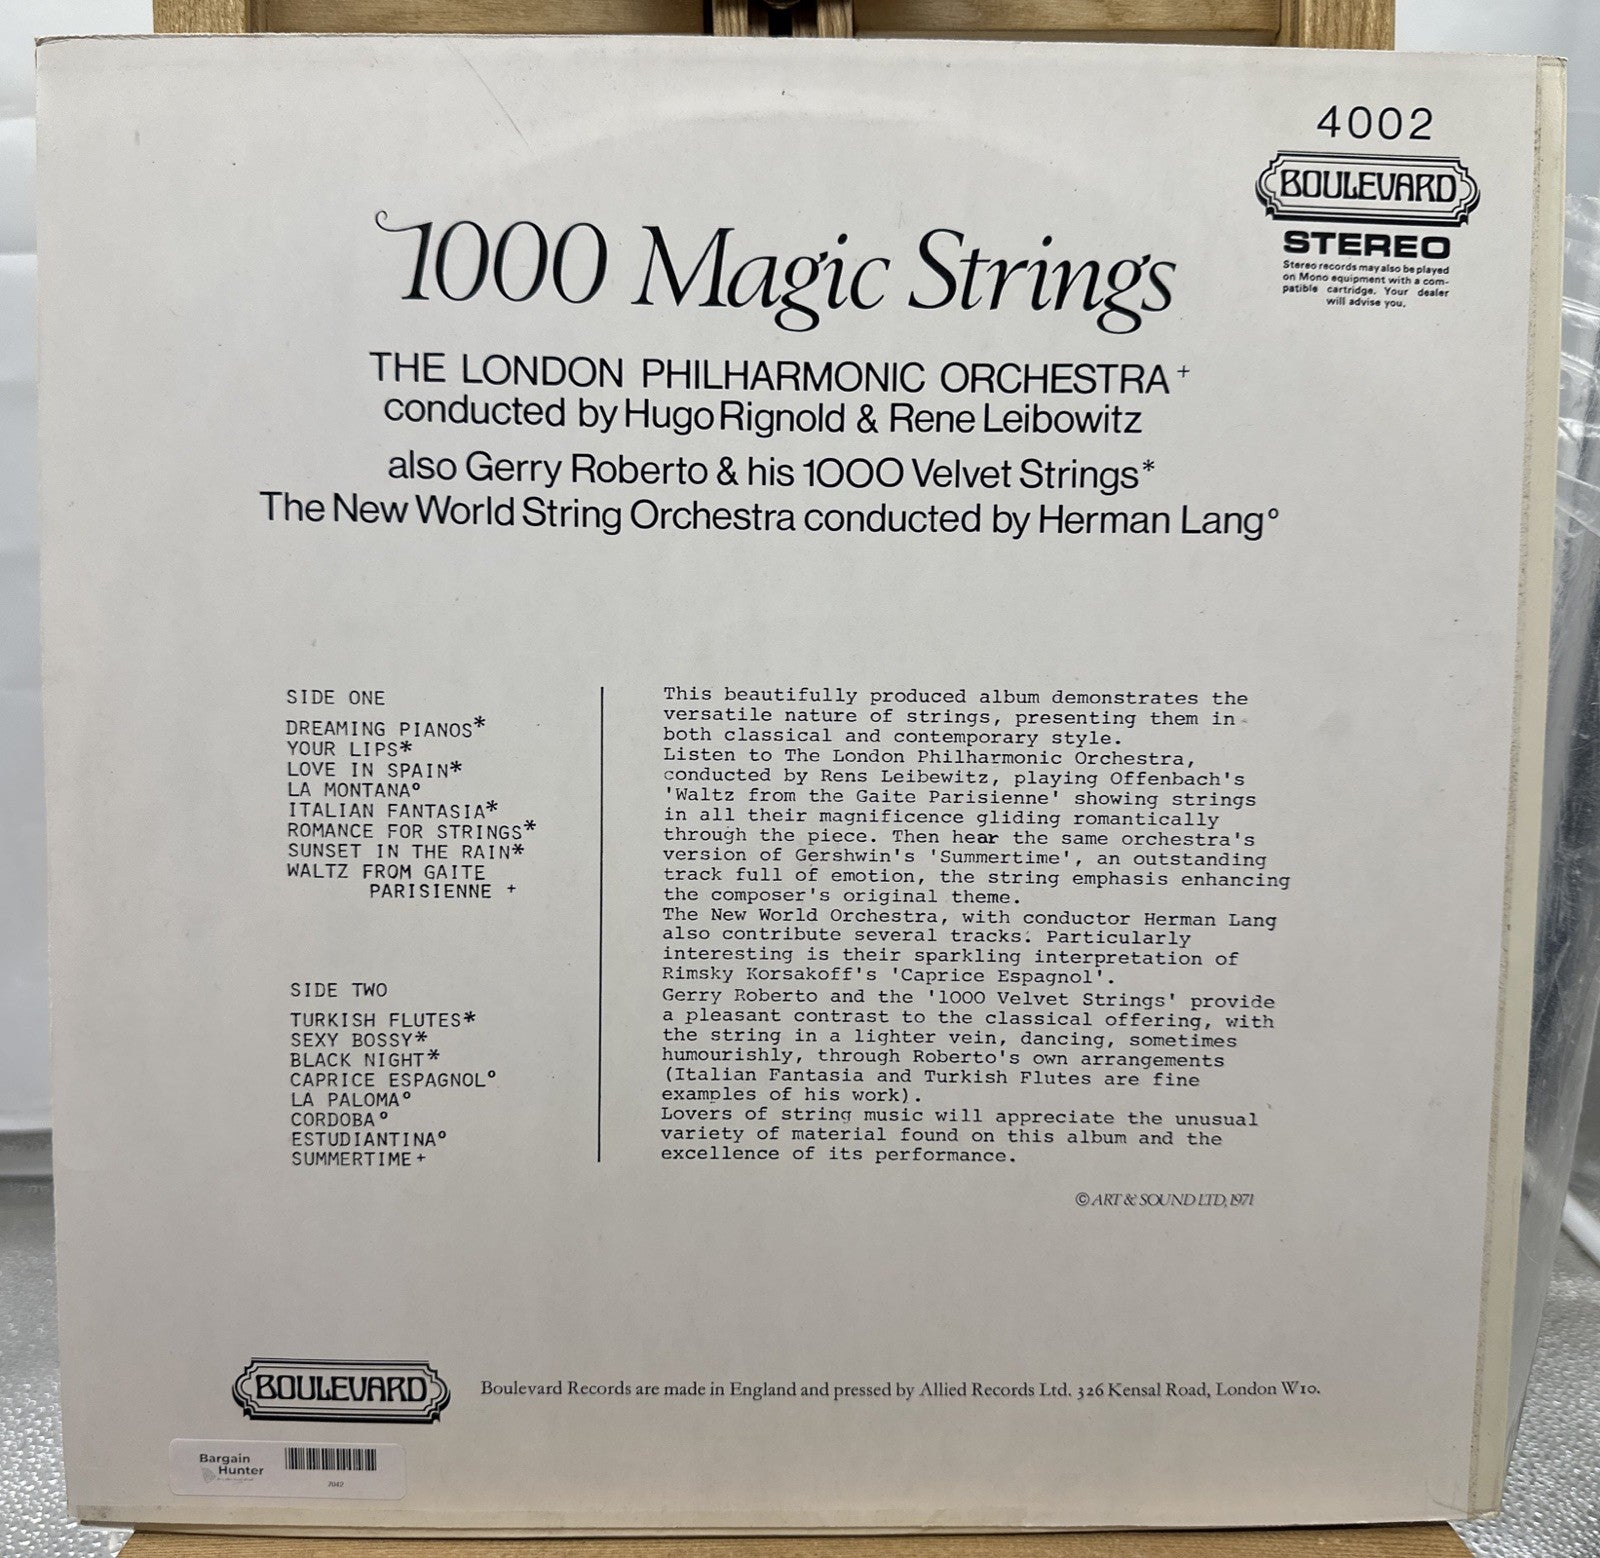 4002
BOULEVARD
STEREO
Stereo records may also be played
on Mono equipment with a com-
patible cartridge. Your dealer
will advise you.
1000 Magic Strings
THE LONDON PHILHARMONIC ORCHESTRA+
conducted by Hugo Rignold & Rene Leibowitz
also Gerry Roberto & his 1000 Velvet Strings*
The New World String Orchestra conducted by Herman Lang°
SIDE ONE
DREAMING PIANOS*
YOUR LIPS*
LOVE IN SPAIN*
LA MONTANA°
ITALIAN FANTASIA*
ROMANCE FOR STRINGS*
SUNSET IN THE RAIN*
WALTZ FROM GAITE
PARISIENNE +
SIDE TWO
TURKISH FLUTES*
SEXY BOSSY*
BLACK NIGHT*
CAPRICE ESPAGNOL°
LA PALOMA°
CORDOBA°
ESTUDIANTINA°
SUMMERTIME+
This beautifully produced album demonstrates the
versatile nature of strings, presenting them in
both classical and contemporary style.
Listen to The London Philharmonic Orchestra,
conducted by Rens Leibewitz, playing Offenbach's
'Waltz from the Gaite Parisienne' showing strings
in all their magnificence gliding romantically
through the piece. Then hear the same orchestra's
version of Gershwin's 'Summertime', an outstanding
track full of emotion, the string emphasis enhancing
the composer's original theme.
The New World Orchestra, with conductor Herman Lang
also contribute several tracks. Particularly
interesting is their sparkling interpretation of
Rimsky Korsakoff's 'Caprice Espagnol'.
Gerry Roberto and the '1000 Velvet Strings' provide
a pleasant contrast to the classical offering, with
the string in a lighter vein, dancing, sometimes
humourishly, through Roberto's own arrangements
(Italian Fantasia and Turkish Flutes are fine
examples of his work).
Lovers of string music will appreciate the unusual
variety of material found on this album and the
excellence of its performance.
© ART & SOUND LTD, 1971
BOULEVARD
Boulevard Records are made in England and pressed by Allied Records Ltd. 326 Kensal Road, London W10.
Bargain
Hunter
7042